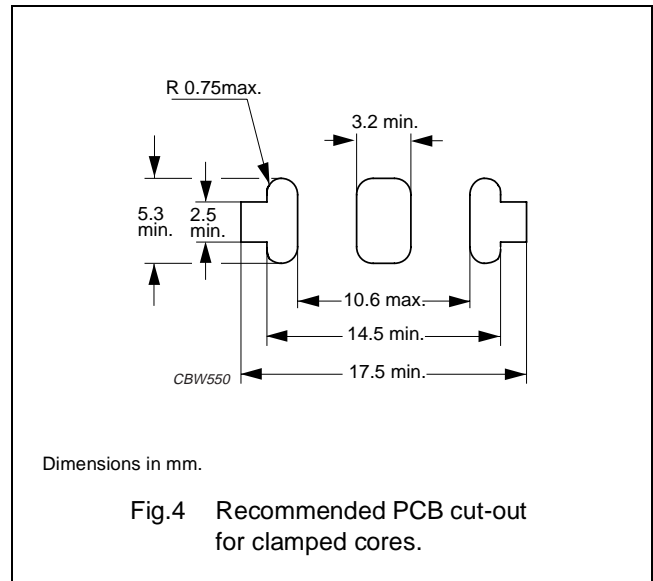 R 0.75max.
3.2 min.
5.3
min.
2.5
min.
10.6 max.
14.5 min.
17.5 min.
CBW550
Dimensions in mm.
Fig.4 Recommended PCB cut-out
for clamped cores.